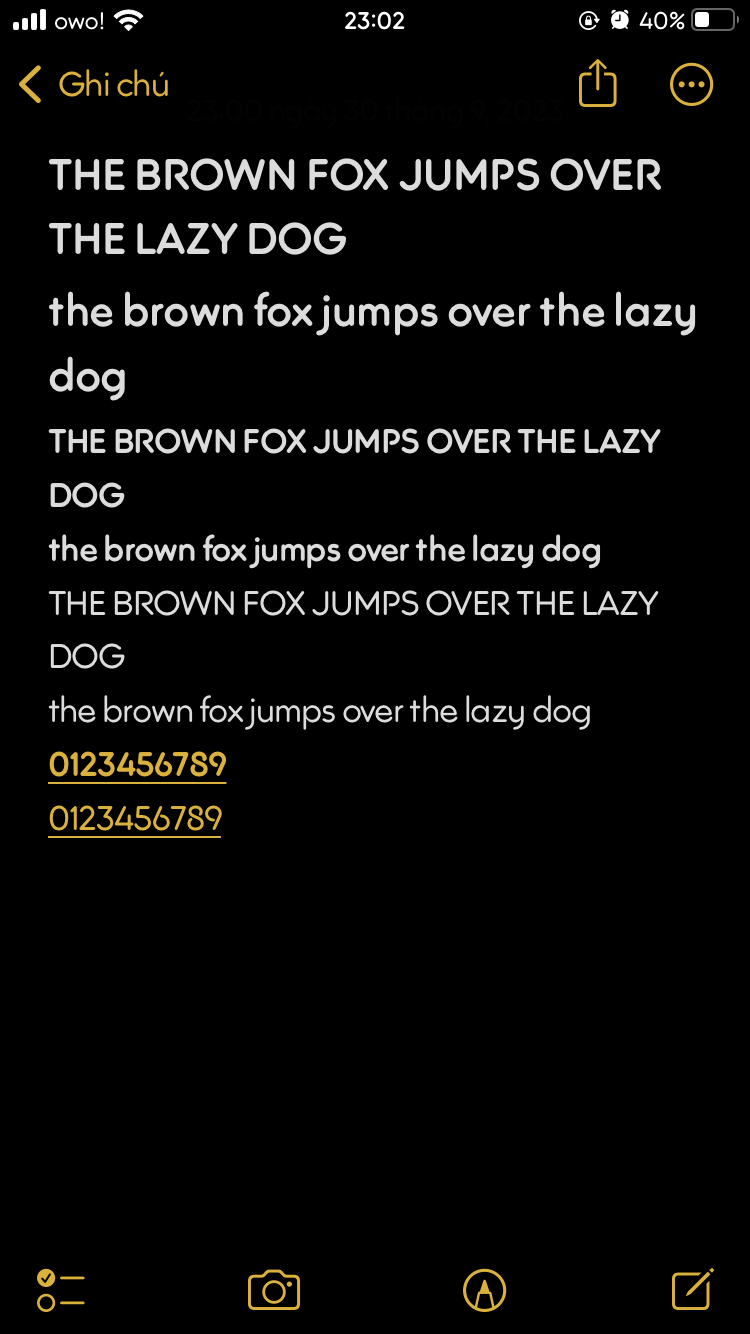 owo! 23:02 40%
Ghi chú
23:00 ngày 30 tháng 9, 2023
THE BROWN FOX JUMPS OVER
THE LAZY DOG
the brown fox jumps over the lazy
dog
THE BROWN FOX JUMPS OVER THE LAZY
DOG
the brown fox jumps over the lazy dog
THE BROWN FOX JUMPS OVER THE LAZY
DOG
the brown fox jumps over the lazy dog
0123456789
0123456789